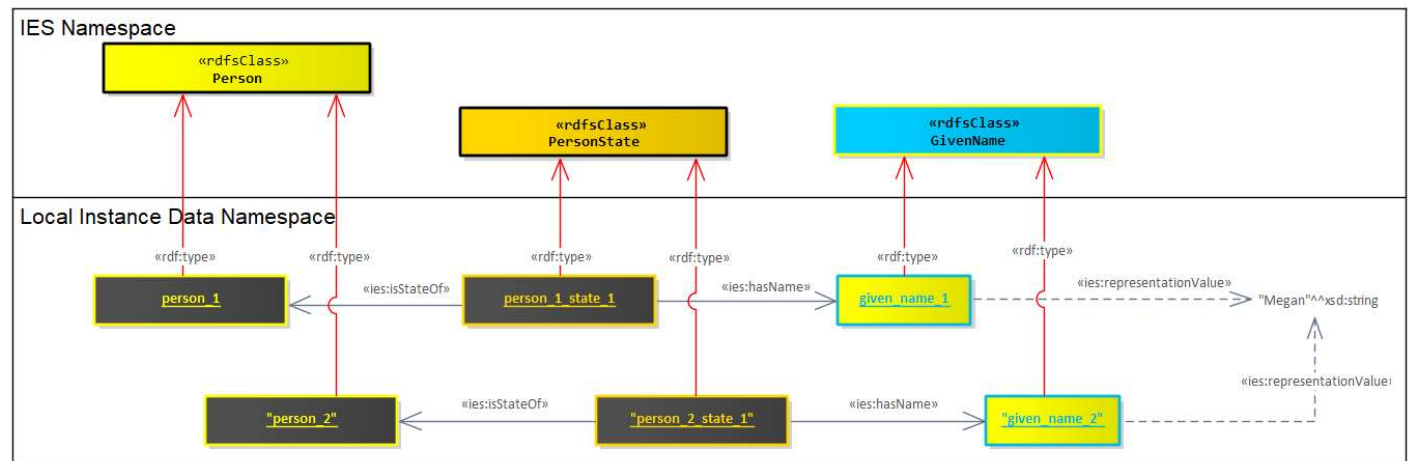 IES Namespace
«rdfsClass»
Person
«rdfsClass»
PersonState
«rdfsClass»
GivenName
Local Instance Data Namespace
«rdf:type»
«rdf:type»
«rdf:type»
«rdf:type»
«rdf:type»
«rdf:type»
person_1
«ies:isStateOf»
person_1_state_1
«ies:hasName»
given_name_1
«ies:representationValue»
"Megan"^^xsd:string
«ies:representationValue»
"person_2"
«ies:isStateOf»
"person_2_state_1"
«ies:hasName»
"given_name_2"